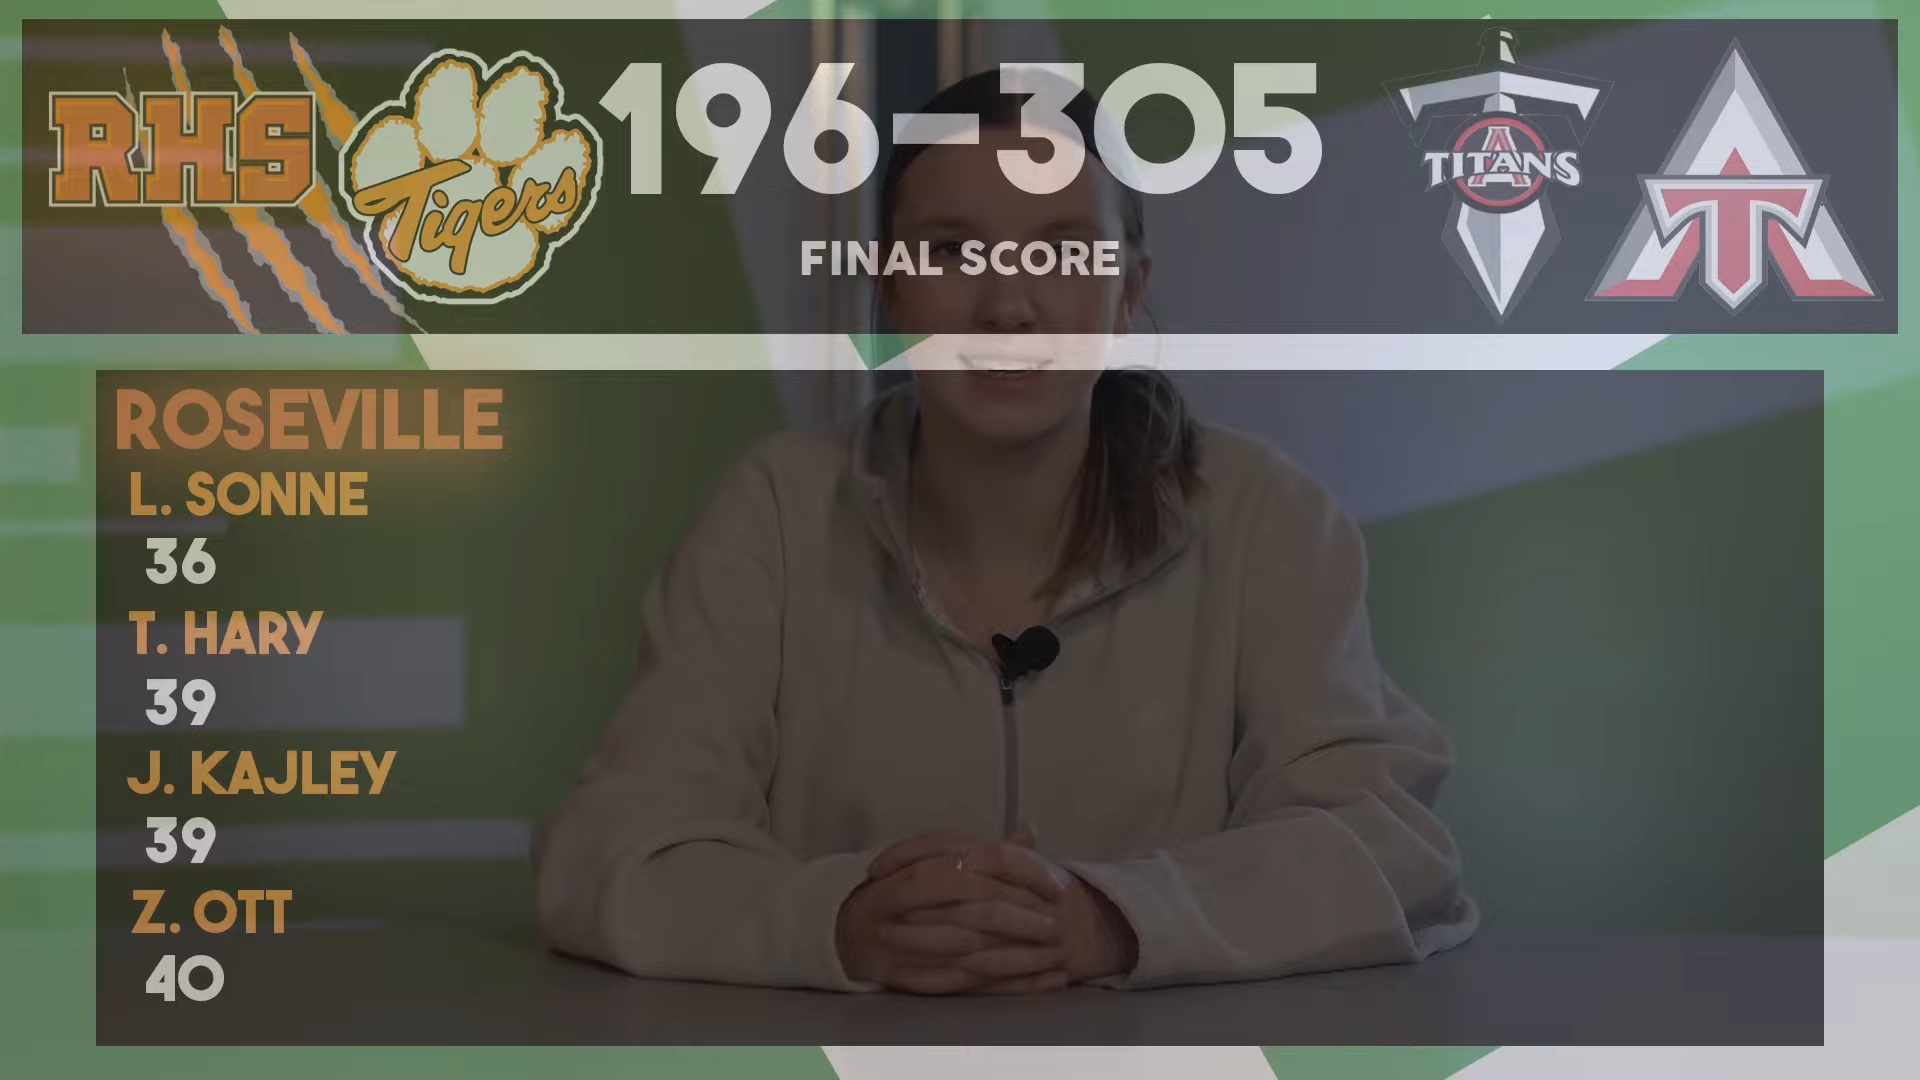 RHS
Tigers
196-305
FINAL SCORE
A
TITANS
T
ROSEVILLE
L. SONNE
36
T. HARY
39
J. KAJLEY
39
Z. OTT
40